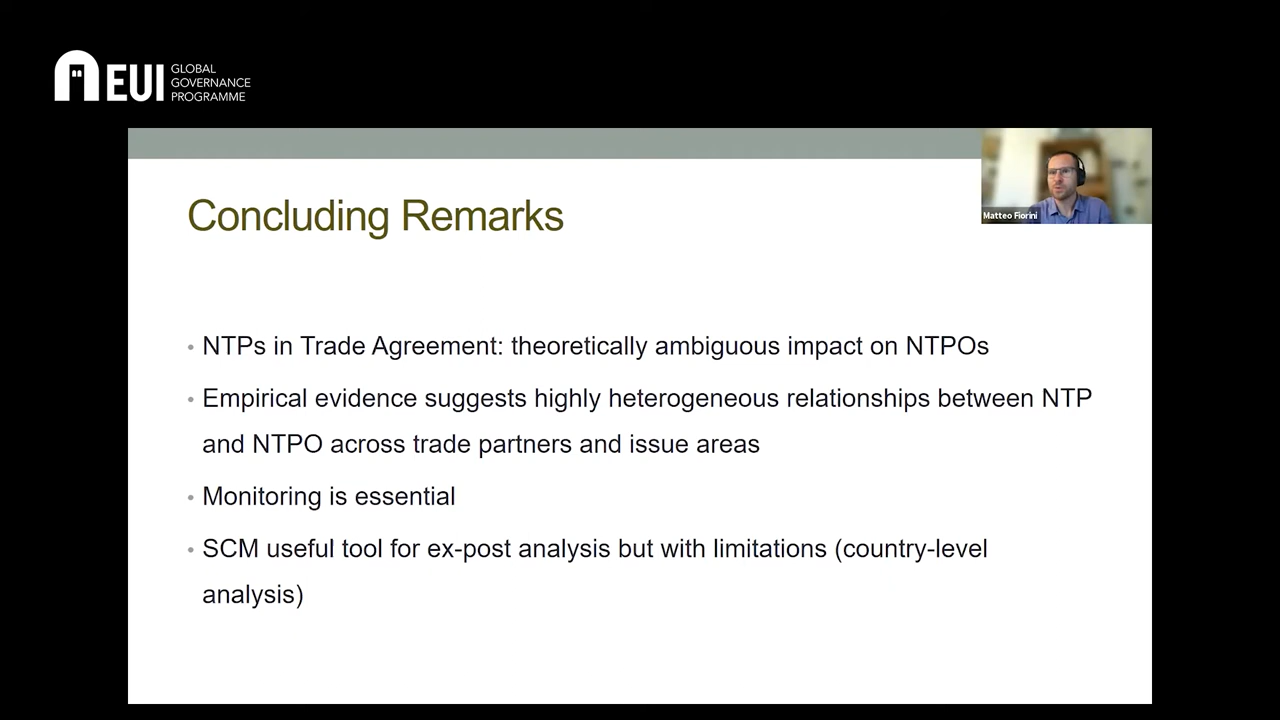 EUI
GLOBAL
GOVERNANCE
PROGRAMME
Matteo Fiorini
Concluding Remarks
• NTPs in Trade Agreement: theoretically ambiguous impact on NTPOs
• Empirical evidence suggests highly heterogeneous relationships between NTP
and NTPO across trade partners and issue areas
• Monitoring is essential
• SCM useful tool for ex-post analysis but with limitations (country-level
analysis)